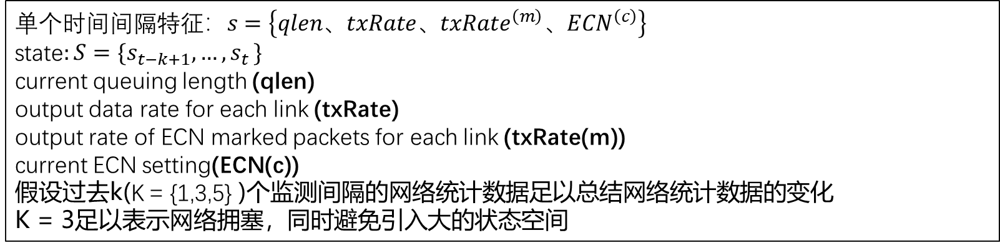 单个时间间隔特征：s = {qlen、txRate、txRate^(m)、ECN^(c)}
state: S = {s_{t−k+1}, … , s_t}
current queuing length (qlen)
output data rate for each link (txRate)
output rate of ECN marked packets for each link (txRate(m))
current ECN setting(ECN(c))
假设过去k(K = {1,3,5} )个监测间隔的网络统计数据足以总结网络统计数据的变化
K = 3足以表示网络拥塞，同时避免引入大的状态空间